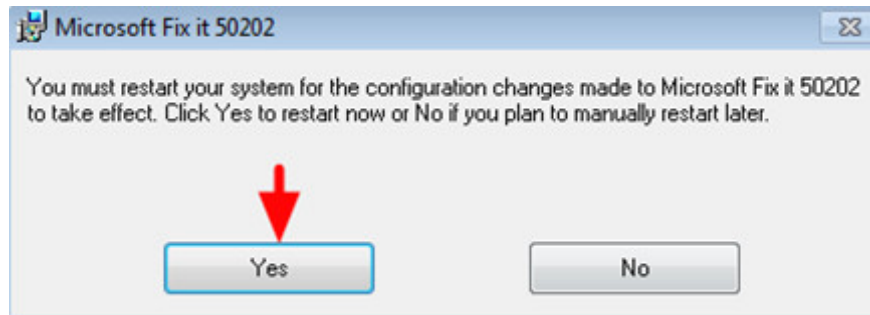 Microsoft Fix it 50202
You must restart your system for the configuration changes made to Microsoft Fix it 50202
to take effect. Click Yes to restart now or No if you plan to manually restart later.
Yes
No